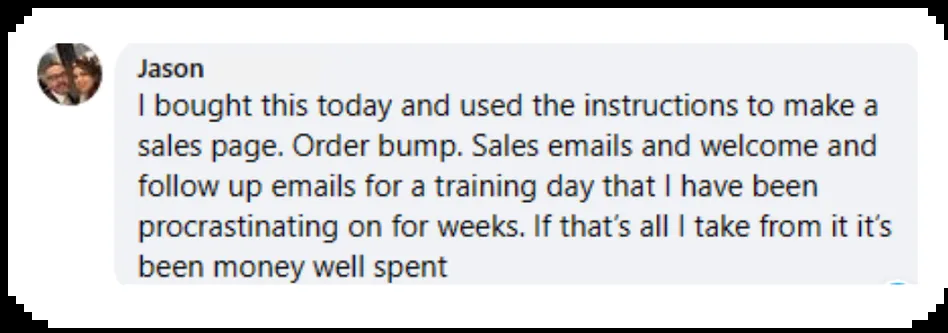 Jason
I bought this today and used the instructions to make a
sales page. Order bump. Sales emails and welcome and
follow up emails for a training day that I have been
procrastinating on for weeks. If that's all I take from it it's
been money well spent